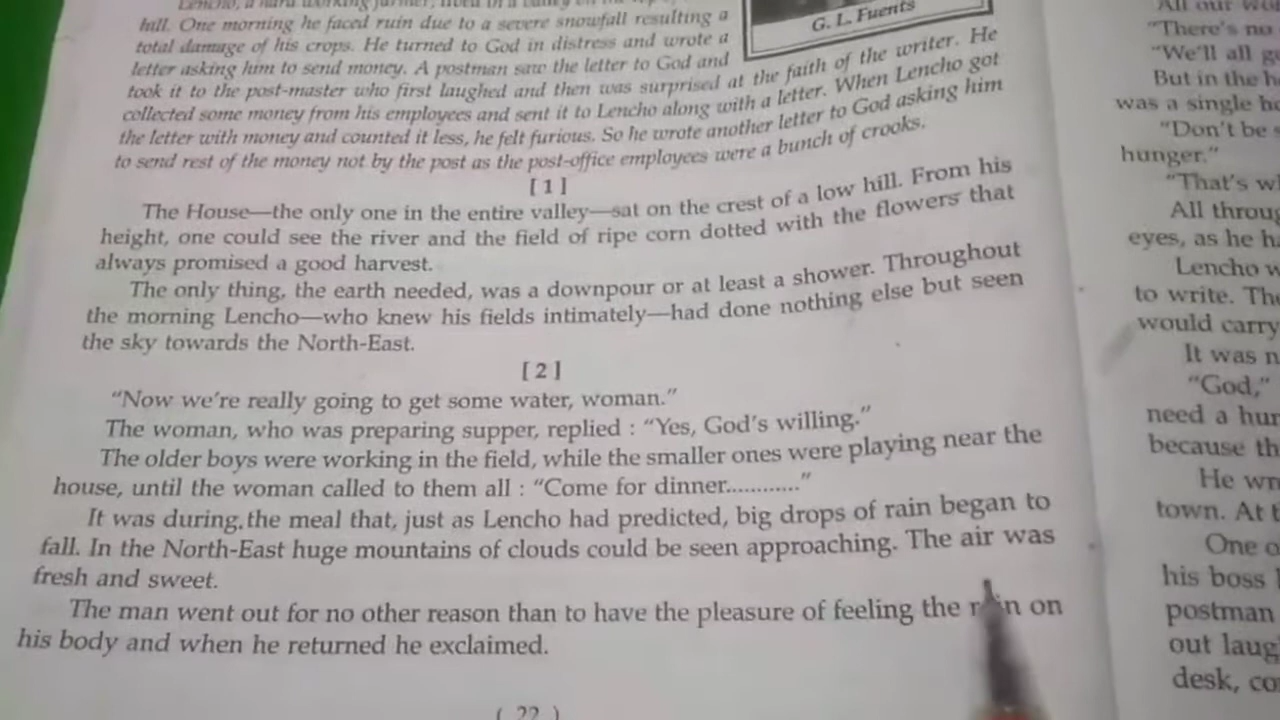 G. L. Fuents
hill. One morning he faced ruin due to a severe snowfall resulting a
total damage of his crops. He turned to God in distress and wrote a
letter asking him to send money. A postman saw the letter to God and
took it to the post-master who first laughed and then was surprised at the faith of the writer. He
collected some money from his employees and sent it to Lencho along with a letter. When Lencho got
the letter with money and counted it less, he felt furious. So he wrote another letter to God asking him
to send rest of the money not by the post as the post-office employees were a bunch of crooks.
[ 1 ]
The House—the only one in the entire valley—sat on the crest of a low hill. From his
height, one could see the river and the field of ripe corn dotted with the flowers that
always promised a good harvest.
The only thing, the earth needed, was a downpour or at least a shower. Throughout
the morning Lencho—who knew his fields intimately—had done nothing else but seen
the sky towards the North-East.
[ 2 ]
“Now we’re really going to get some water, woman.”
The woman, who was preparing supper, replied : “Yes, God’s willing.”
The older boys were working in the field, while the smaller ones were playing near the
house, until the woman called to them all : “Come for dinner............”
It was during the meal that, just as Lencho had predicted, big drops of rain began to
fall. In the North-East huge mountains of clouds could be seen approaching. The air was
fresh and sweet.
The man went out for no other reason than to have the pleasure of feeling the rain on
his body and when he returned he exclaimed.
( 22 )
“There’s no
“We’ll all
But in the
was a single
“Don’t be
hunger.”
“That’s
All
eyes, as he
Lencho
to write.
would carry
It was
“God,”
need a
because
He
town. At
One
his boss
postman
out
desk,